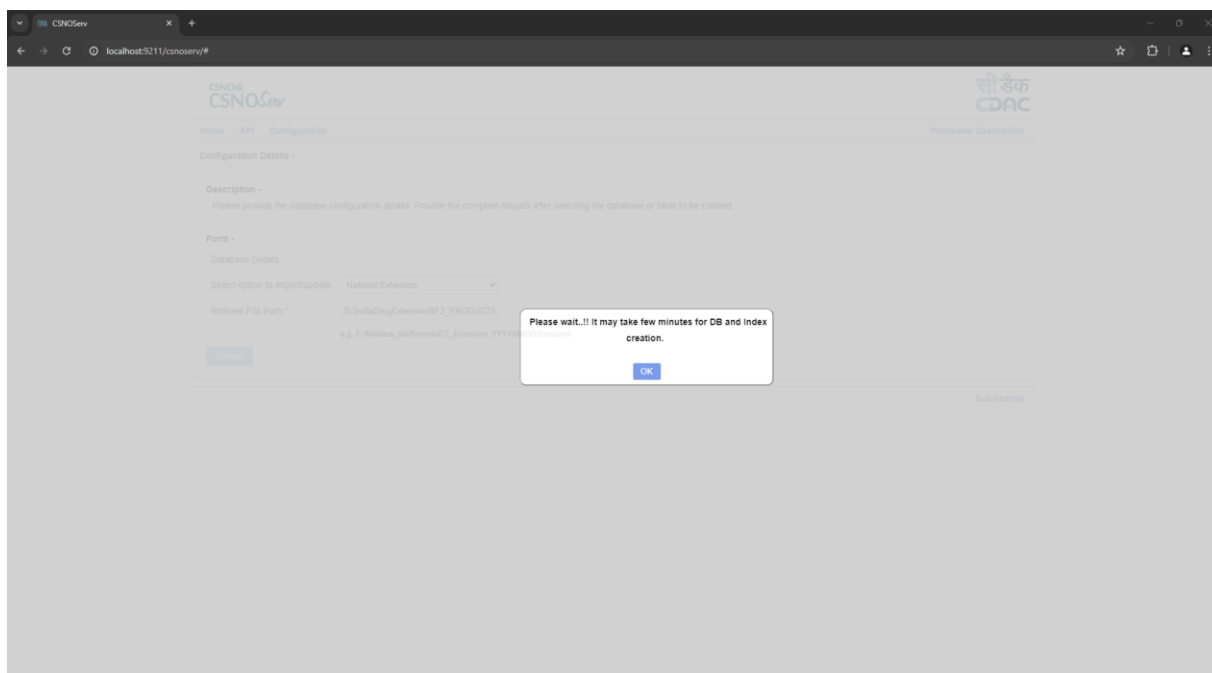 CSNOServ
localhost:9211/csnoserv/#
CSNOtk
CSNOServ
सी डैक
CDAC
Home API Configuration Parameter Description
Configuration Details -
Description -
Please provide the database configuration details. Provide the complete filepath after selecting the database or table to be created.
Form -
Database Details
Select option to import/update National Extension
Release File Path * D:\IndiaDrugExtensionRF2_PRODUCTI
Please wait..!! It may take few minutes for DB and Index
creation.
OK
Submit
Sub-license